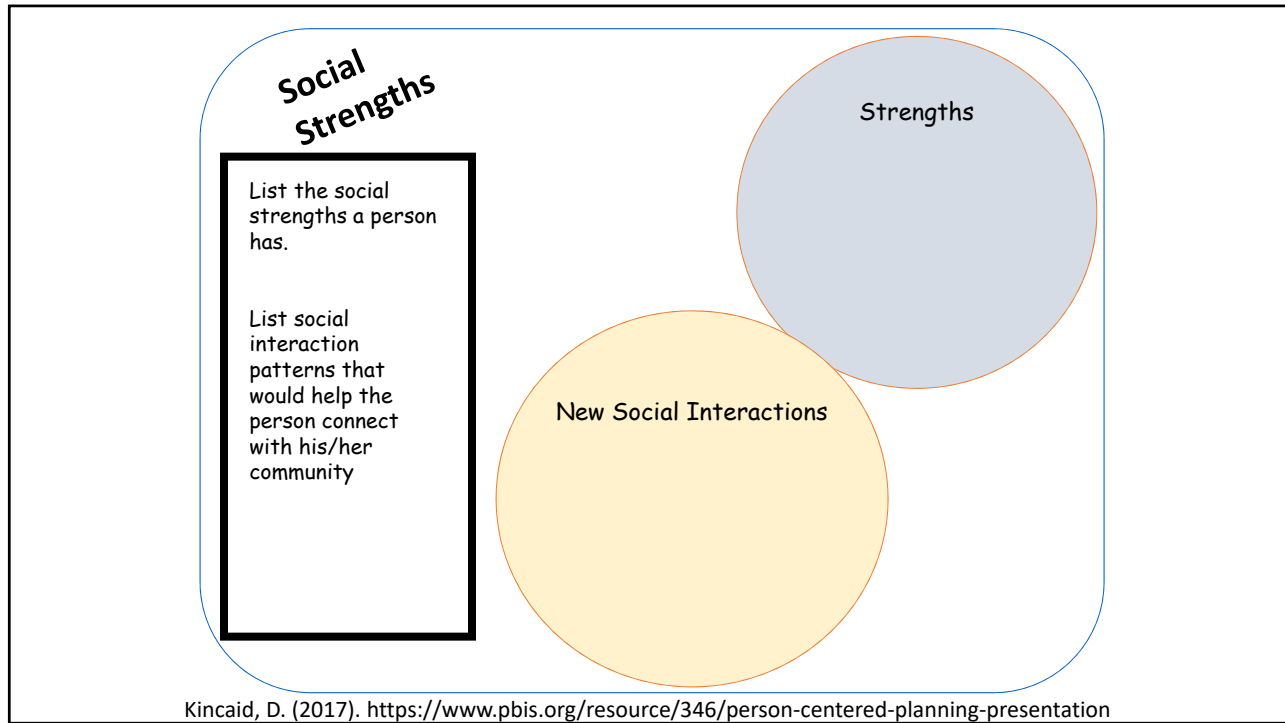 Social
Strengths
List the social
strengths a person
has.
List social
interaction
patterns that
would help the
person connect
with his/her
community
Strengths
New Social Interactions
Kincaid, D. (2017). https://www.pbis.org/resource/346/person-centered-planning-presentation